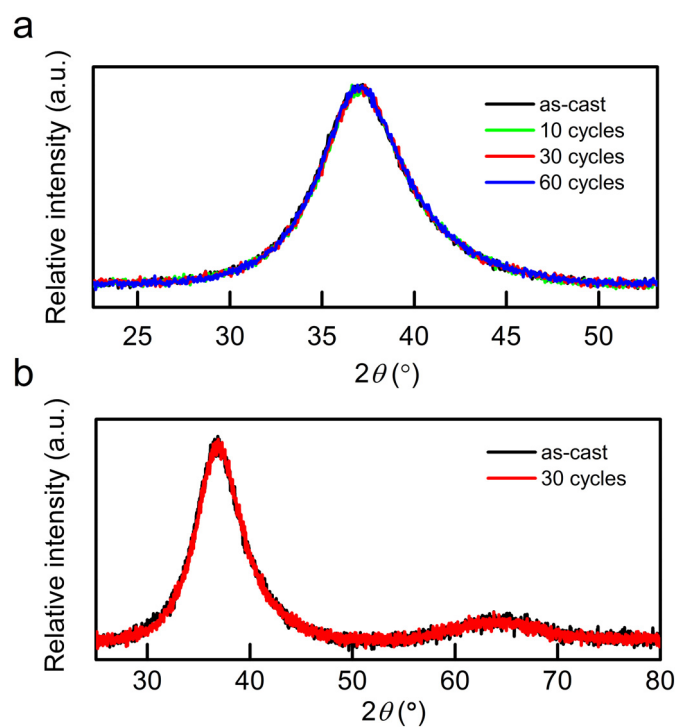 a
Relative intensity (a.u.)
as-cast
10 cycles
30 cycles
60 cycles
25 30 35 40 45 50
2θ (°)
b
Relative intensity (a.u.)
as-cast
30 cycles
30 40 50 60 70 80
2θ (°)